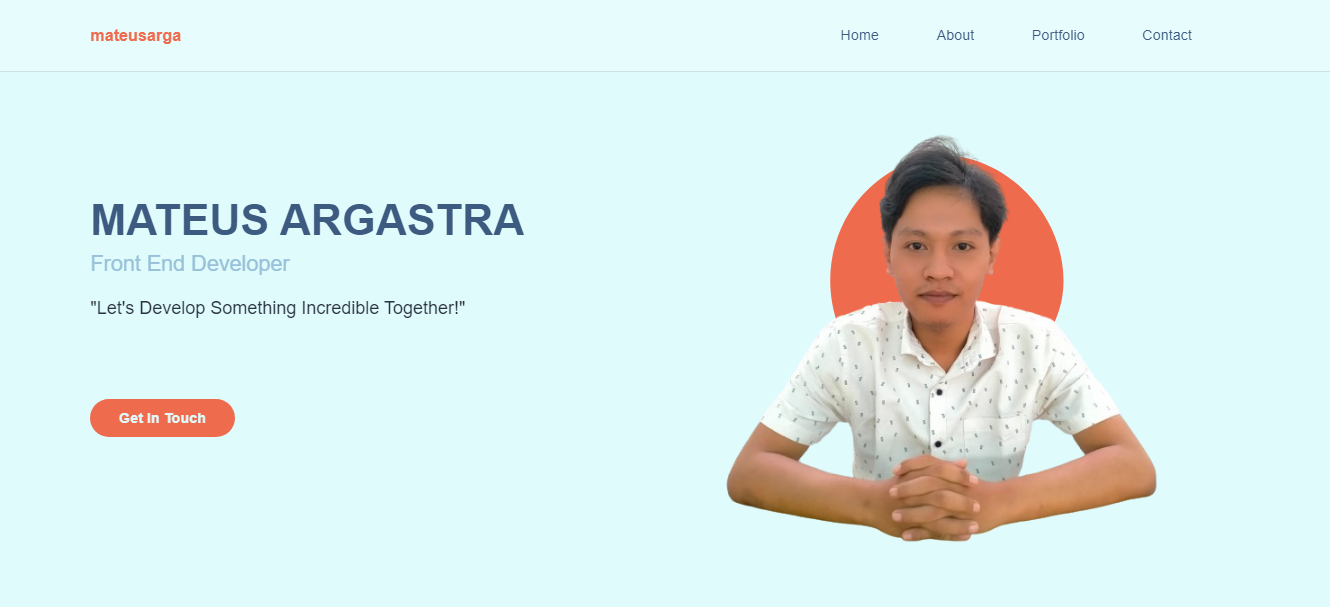 mateusarga
Home About Portfolio Contact
MATEUS ARGASTRA
Front End Developer
"Let's Develop Something Incredible Together!"
Get in Touch